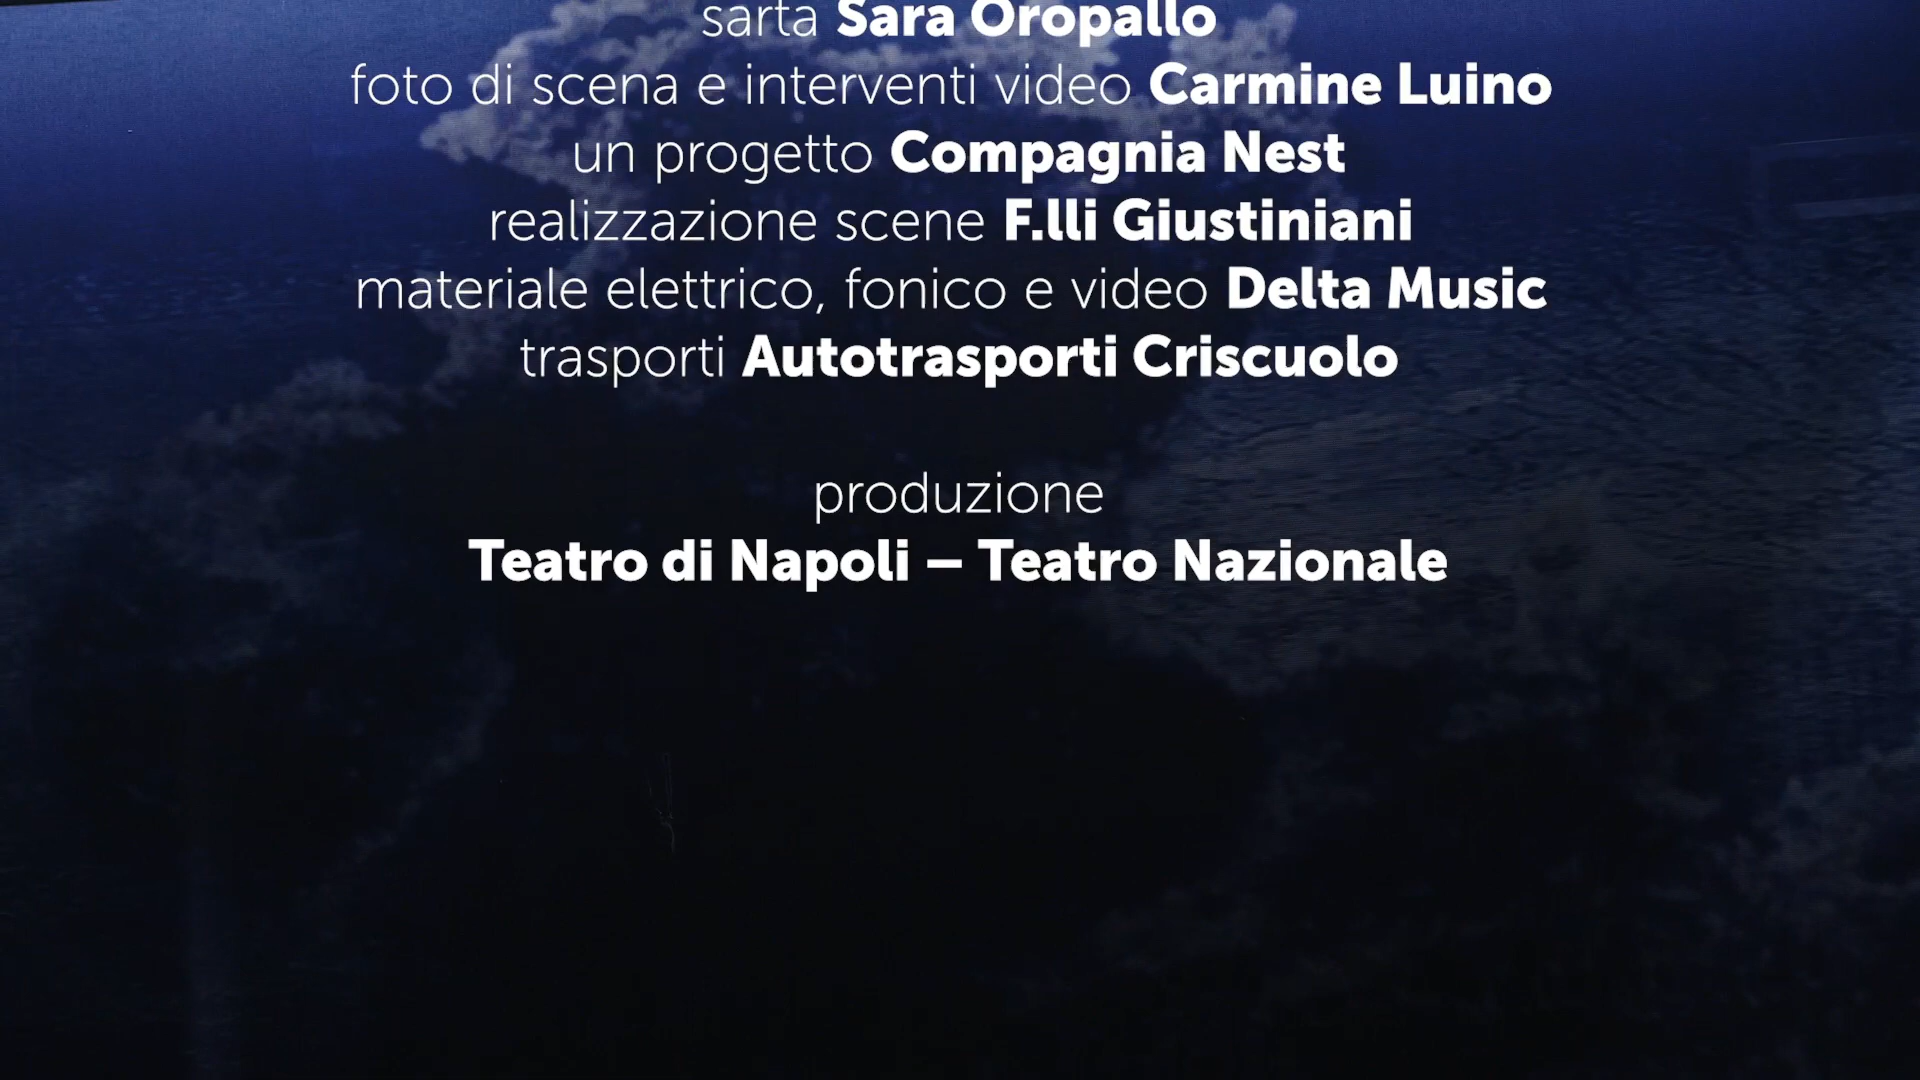 sarta Sara Oropallo
foto di scena e interventi video Carmine Luino
un progetto Compagnia Nest
realizzazione scene F.lli Giustiniani
materiale elettrico, fonico e video Delta Music
trasporti Autotrasporti Criscuolo
produzione
Teatro di Napoli – Teatro Nazionale